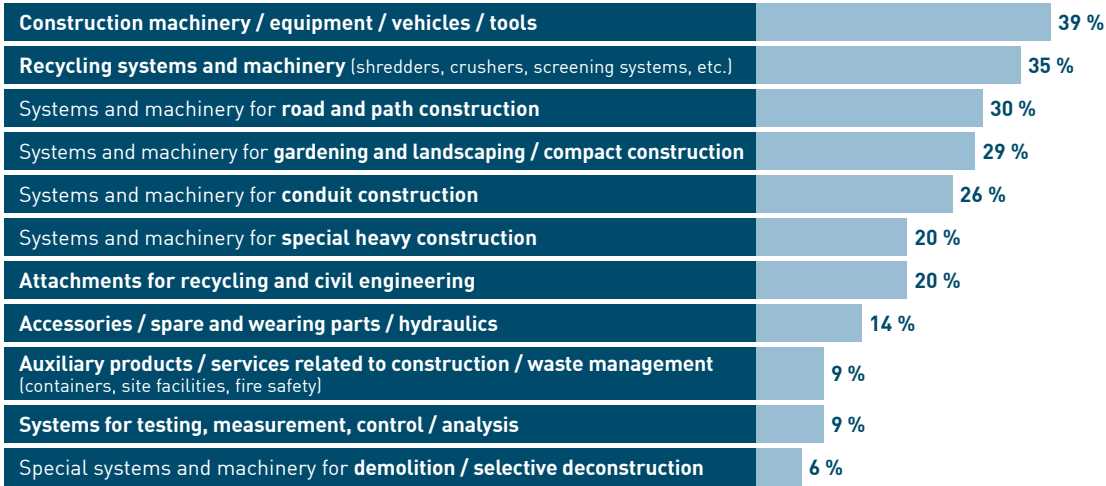 Construction machinery / equipment / vehicles / tools 39 %
Recycling systems and machinery (shredders, crushers, screening systems, etc.) 35 %
Systems and machinery for road and path construction 30 %
Systems and machinery for gardening and landscaping / compact construction 29 %
Systems and machinery for conduit construction 26 %
Systems and machinery for special heavy construction 20 %
Attachments for recycling and civil engineering 20 %
Accessories / spare and wearing parts / hydraulics 14 %
Auxiliary products / services related to construction / waste management
(containers, site facilities, fire safety) 9 %
Systems for testing, measurement, control / analysis 9 %
Special systems and machinery for demolition / selective deconstruction 6 %